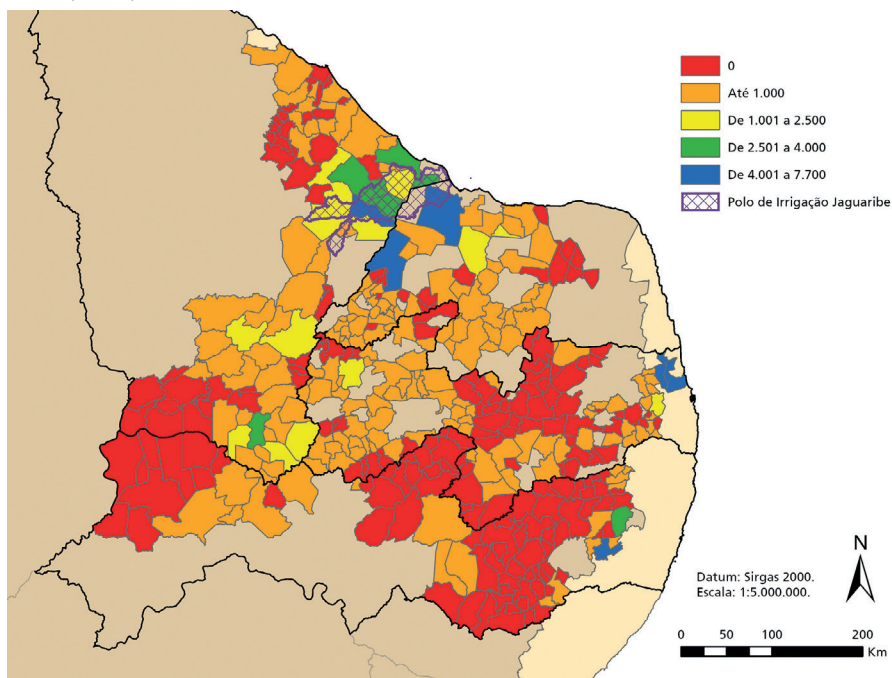 0
Até 1.000
De 1.001 a 2.500
De 2.501 a 4.000
De 4.001 a 7.700
Polo de Irrigação Jaguaribe
N
Datum: Sirgas 2000.
Escala: 1:5.000.000.
0 50 100 200
Km